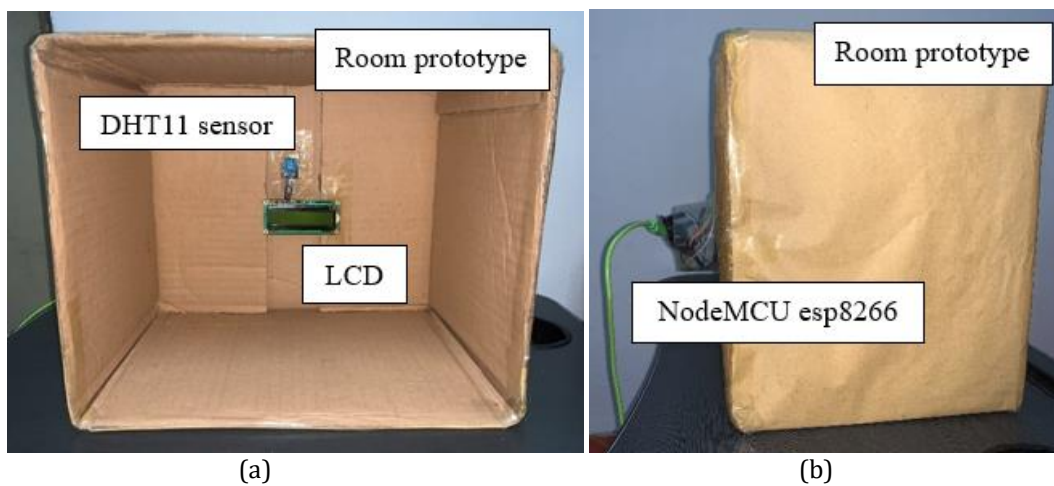 Room prototype
DHT11 sensor
LCD
(a)
Room prototype
NodeMCU esp8266
(b)